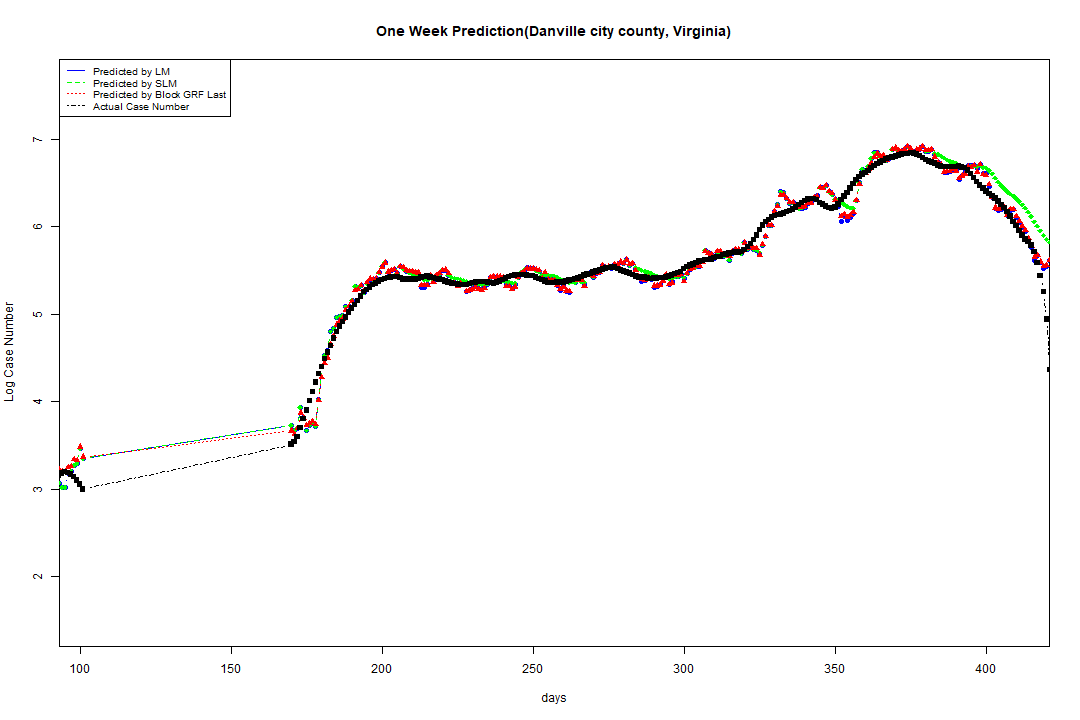 One Week Prediction(Danville city county, Virginia)
Predicted by LM
Predicted by SLM
Predicted by Block GRF Last
Actual Case Number
Log Case Number
7
6
5
4
3
2
100 150 200 250 300 350 400
days